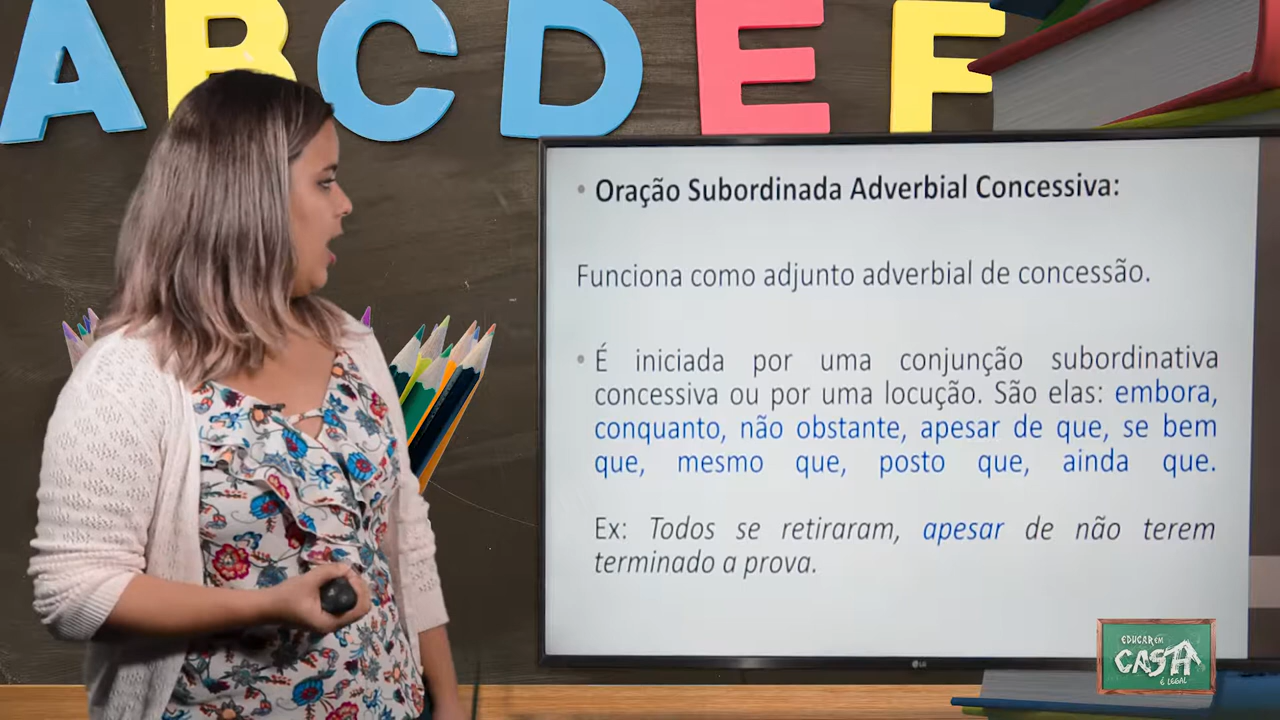 A B C D E F
• Oração Subordinada Adverbial Concessiva:
Funciona como adjunto adverbial de concessão.
• É iniciada por uma conjunção subordinativa
concessiva ou por uma locução. São elas: embora,
conquanto, não obstante, apesar de que, se bem
que, mesmo que, posto que, ainda que.
Ex: Todos se retiraram, apesar de não terem
terminado a prova.
LG
EDUCAR EM
CASA
É LEGAL